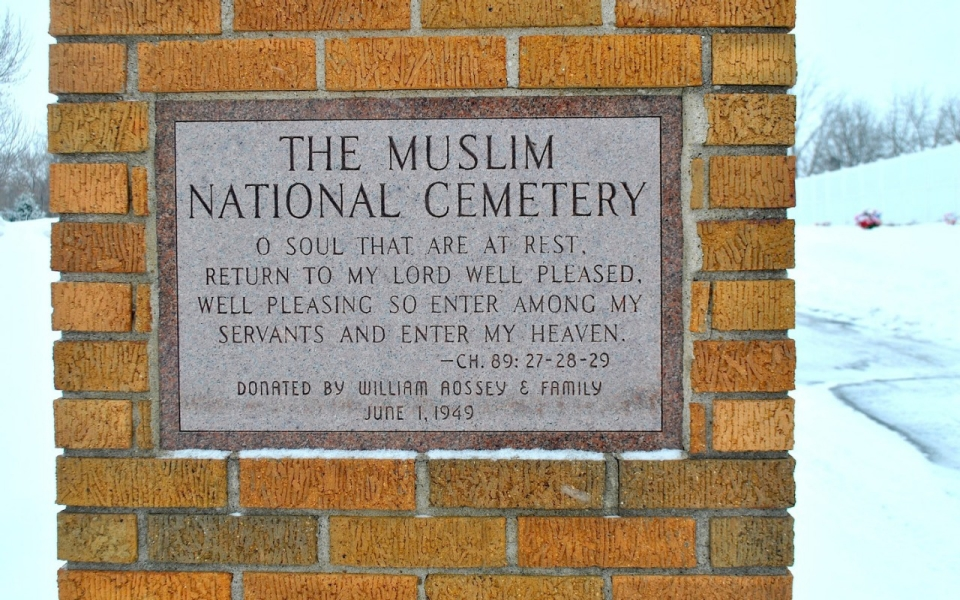 THE MUSLIM
NATIONAL CEMETERY
O SOUL THAT ARE AT REST,
RETURN TO MY LORD WELL PLEASED,
WELL PLEASING SO ENTER AMONG MY
SERVANTS AND ENTER MY HEAVEN.
—CH. 89: 27-28-29
DONATED BY WILLIAM AOSSEY & FAMILY
JUNE 1, 1949